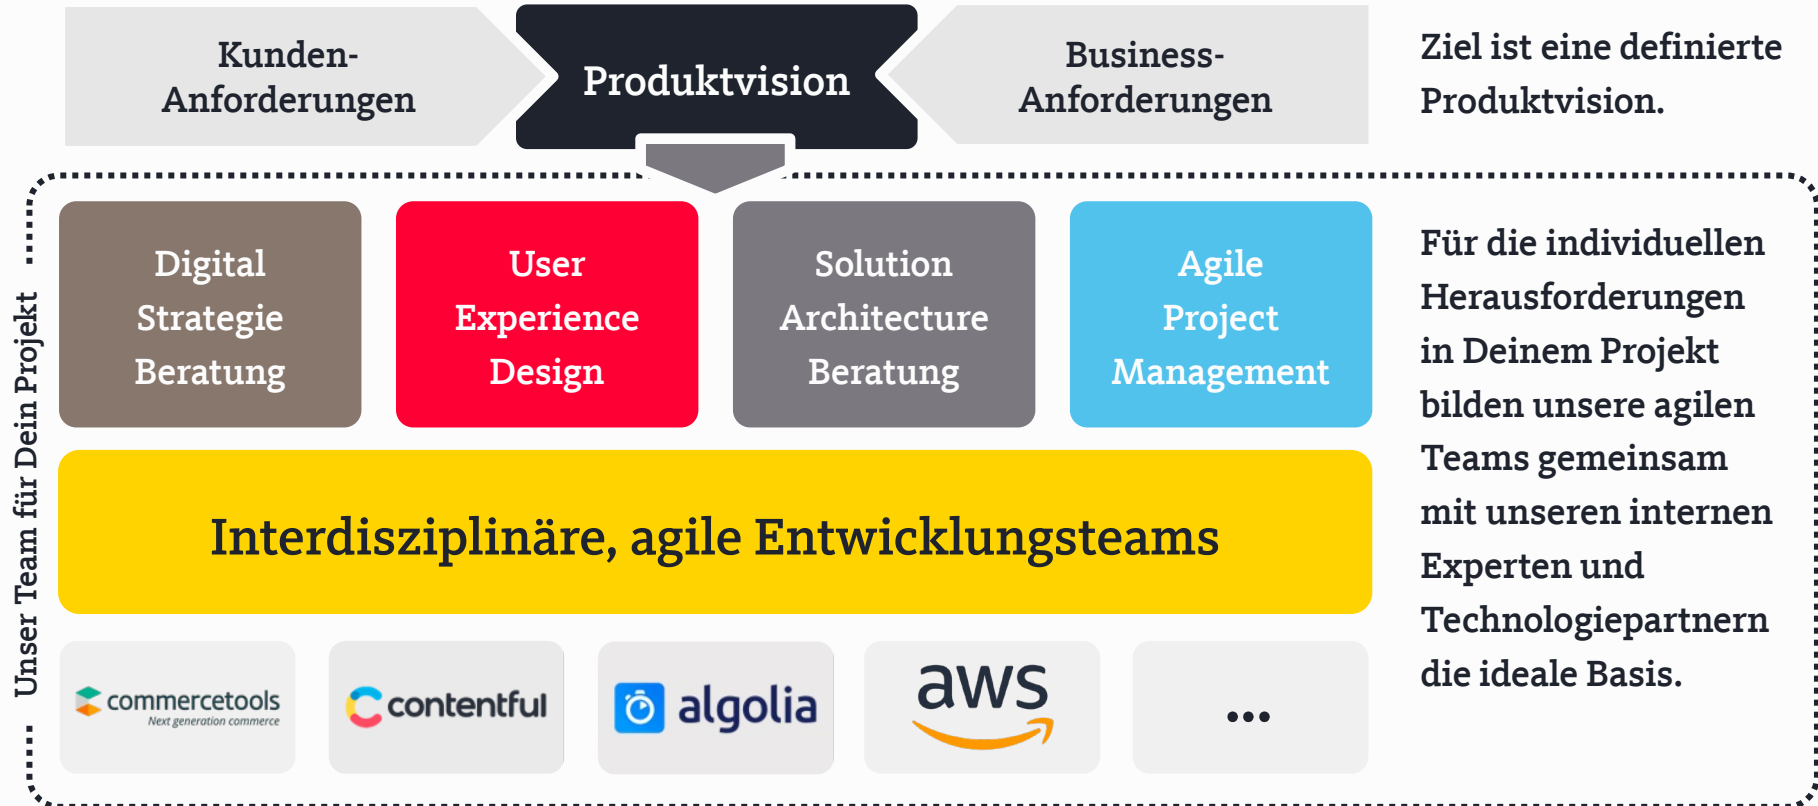 Kunden-
Anforderungen
Produktvision
Business-
Anforderungen
Ziel ist eine definierte
Produktvision.
Unser Team für Dein Projekt
Digital
Strategie
Beratung
User
Experience
Design
Solution
Architecture
Beratung
Agile
Project
Management
Für die individuellen
Herausforderungen
in Deinem Projekt
bilden unsere agilen
Teams gemeinsam
mit unseren internen
Experten und
Technologiepartnern
die ideale Basis.
Interdisziplinäre, agile Entwicklungsteams
commercetools
Next generation commerce
contentful
algolia
aws
...